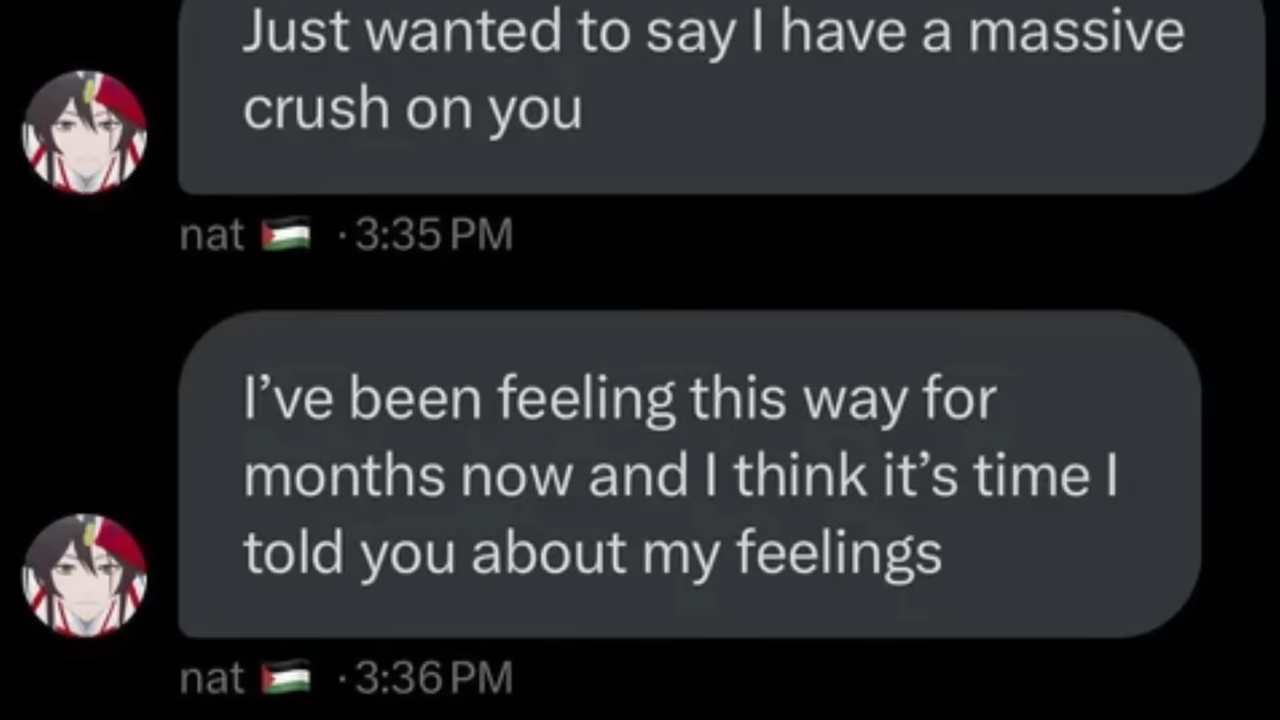 Just wanted to say I have a massive
crush on you
nat 🇵🇸 · 3:35 PM
I’ve been feeling this way for
months now and I think it’s time I
told you about my feelings
nat 🇵🇸 · 3:36 PM